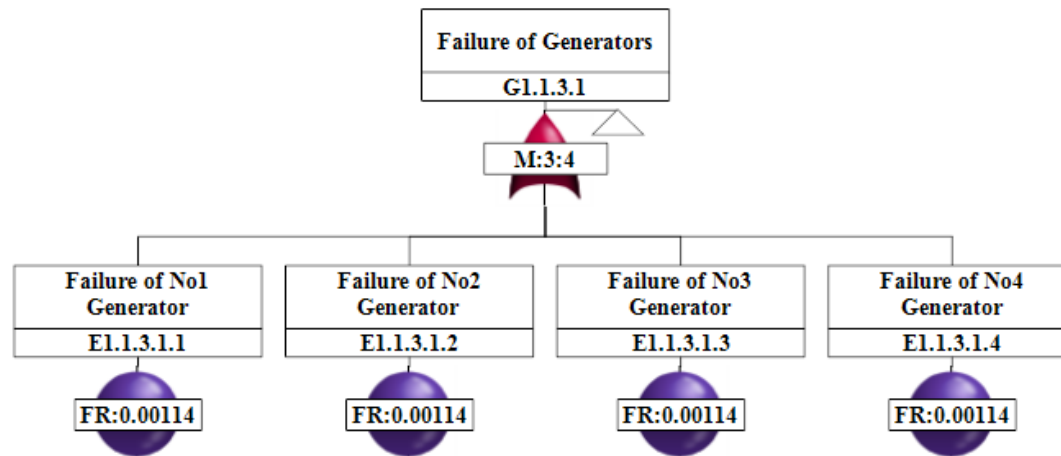 Failure of Generators
G1.1.3.1
M:3:4
Failure of No1
Generator
E1.1.3.1.1
FR:0.00114
Failure of No2
Generator
E1.1.3.1.2
FR:0.00114
Failure of No3
Generator
E1.1.3.1.3
FR:0.00114
Failure of No4
Generator
E1.1.3.1.4
FR:0.00114